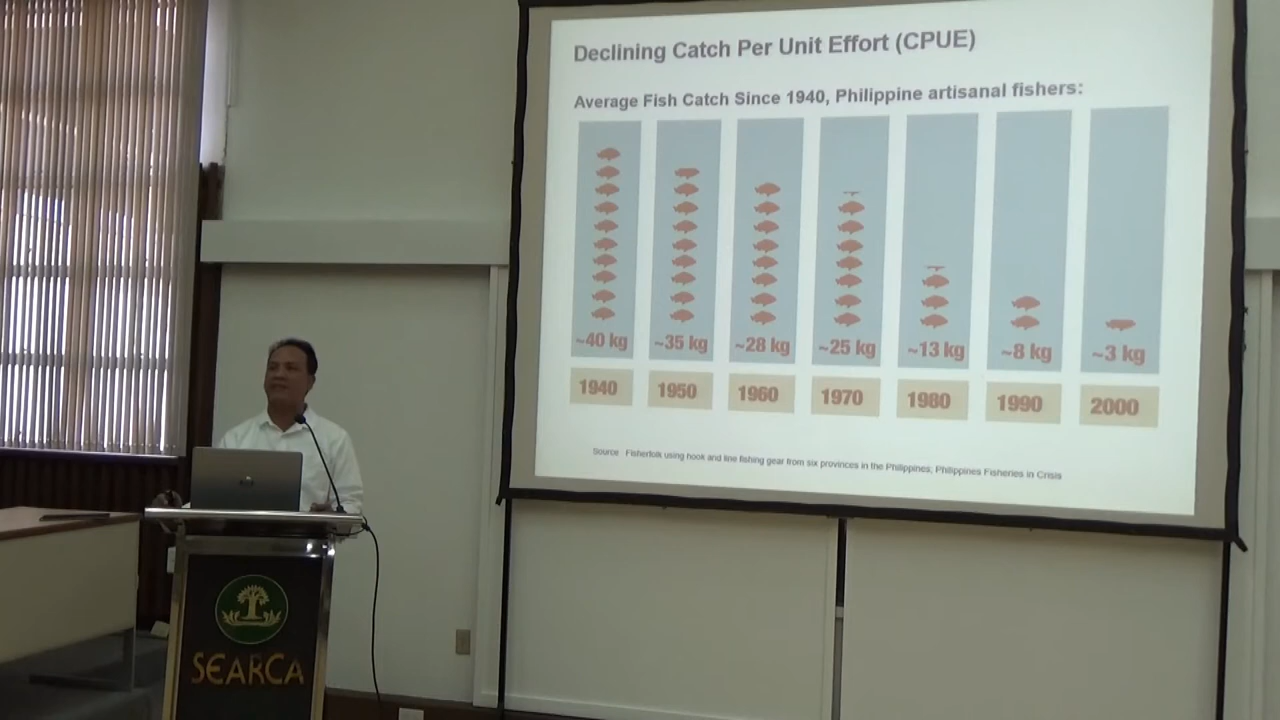 Declining Catch Per Unit Effort (CPUE)
Average Fish Catch Since 1940, Philippine artisanal fishers:
~40 kg ~35 kg ~28 kg ~25 kg ~13 kg ~8 kg ~3 kg
1940 1950 1960 1970 1980 1990 2000
Source Fisherfolk using hook and line fishing gear from six provinces in the Philippines; Philippines Fisheries in Crisis
SEARCA